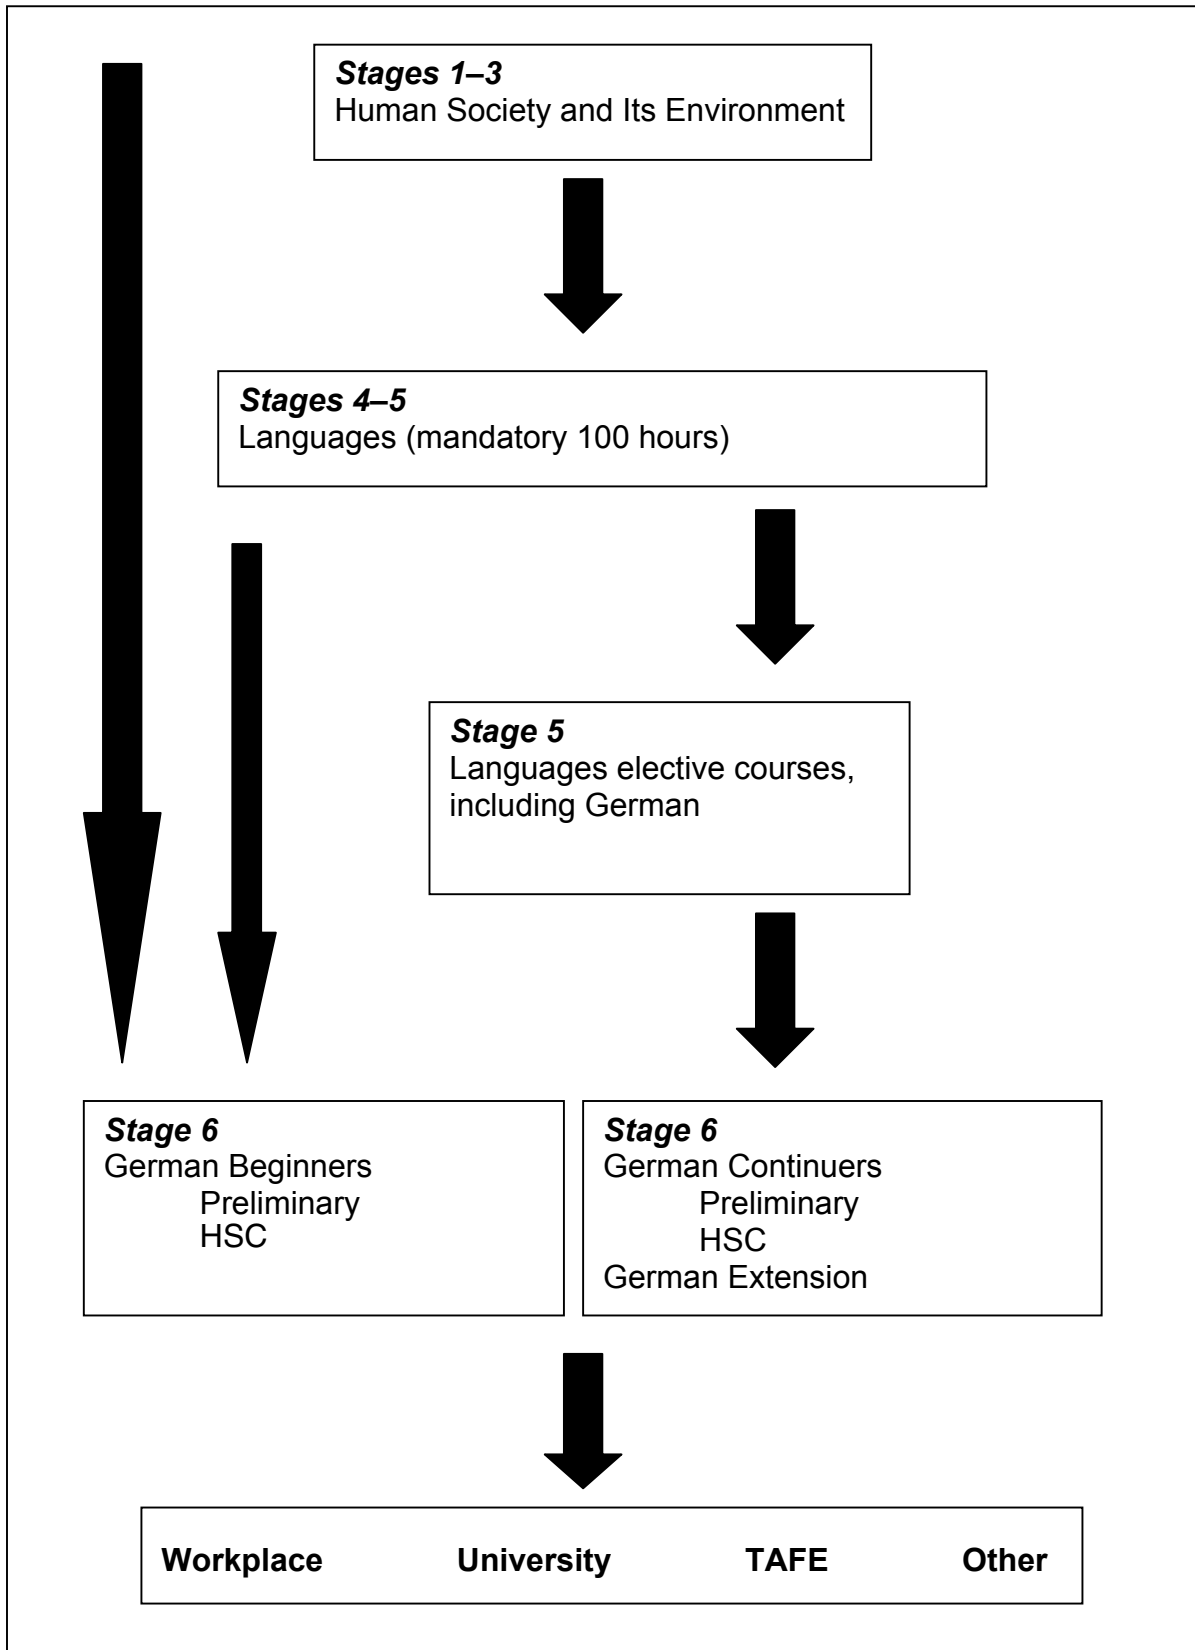 Stages 1–3
Human Society and Its Environment
Stages 4–5
Languages (mandatory 100 hours)
Stage 5
Languages elective courses,
including German
Stage 6
German Beginners
Preliminary
HSC
Stage 6
German Continuers
Preliminary
HSC
German Extension
Workplace University TAFE Other